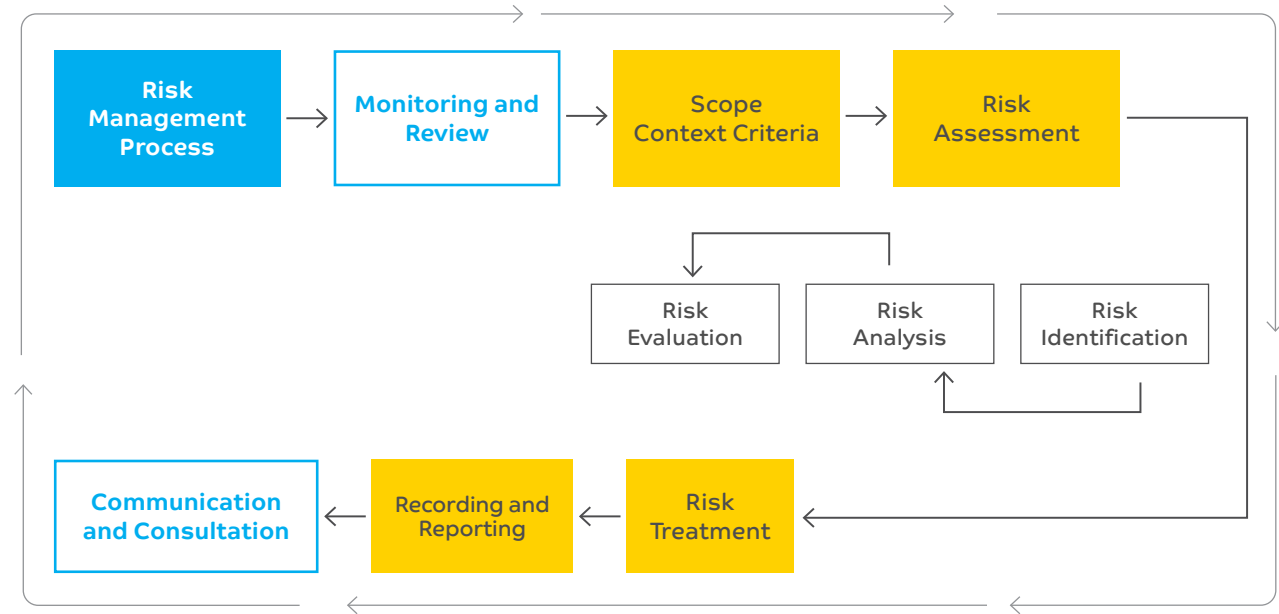 Risk
Management
Process
Monitoring and
Review
Scope
Context Criteria
Risk
Assessment
Risk
Evaluation
Risk
Analysis
Risk
Identification
Communication
and Consultation
Recording and
Reporting
Risk
Treatment